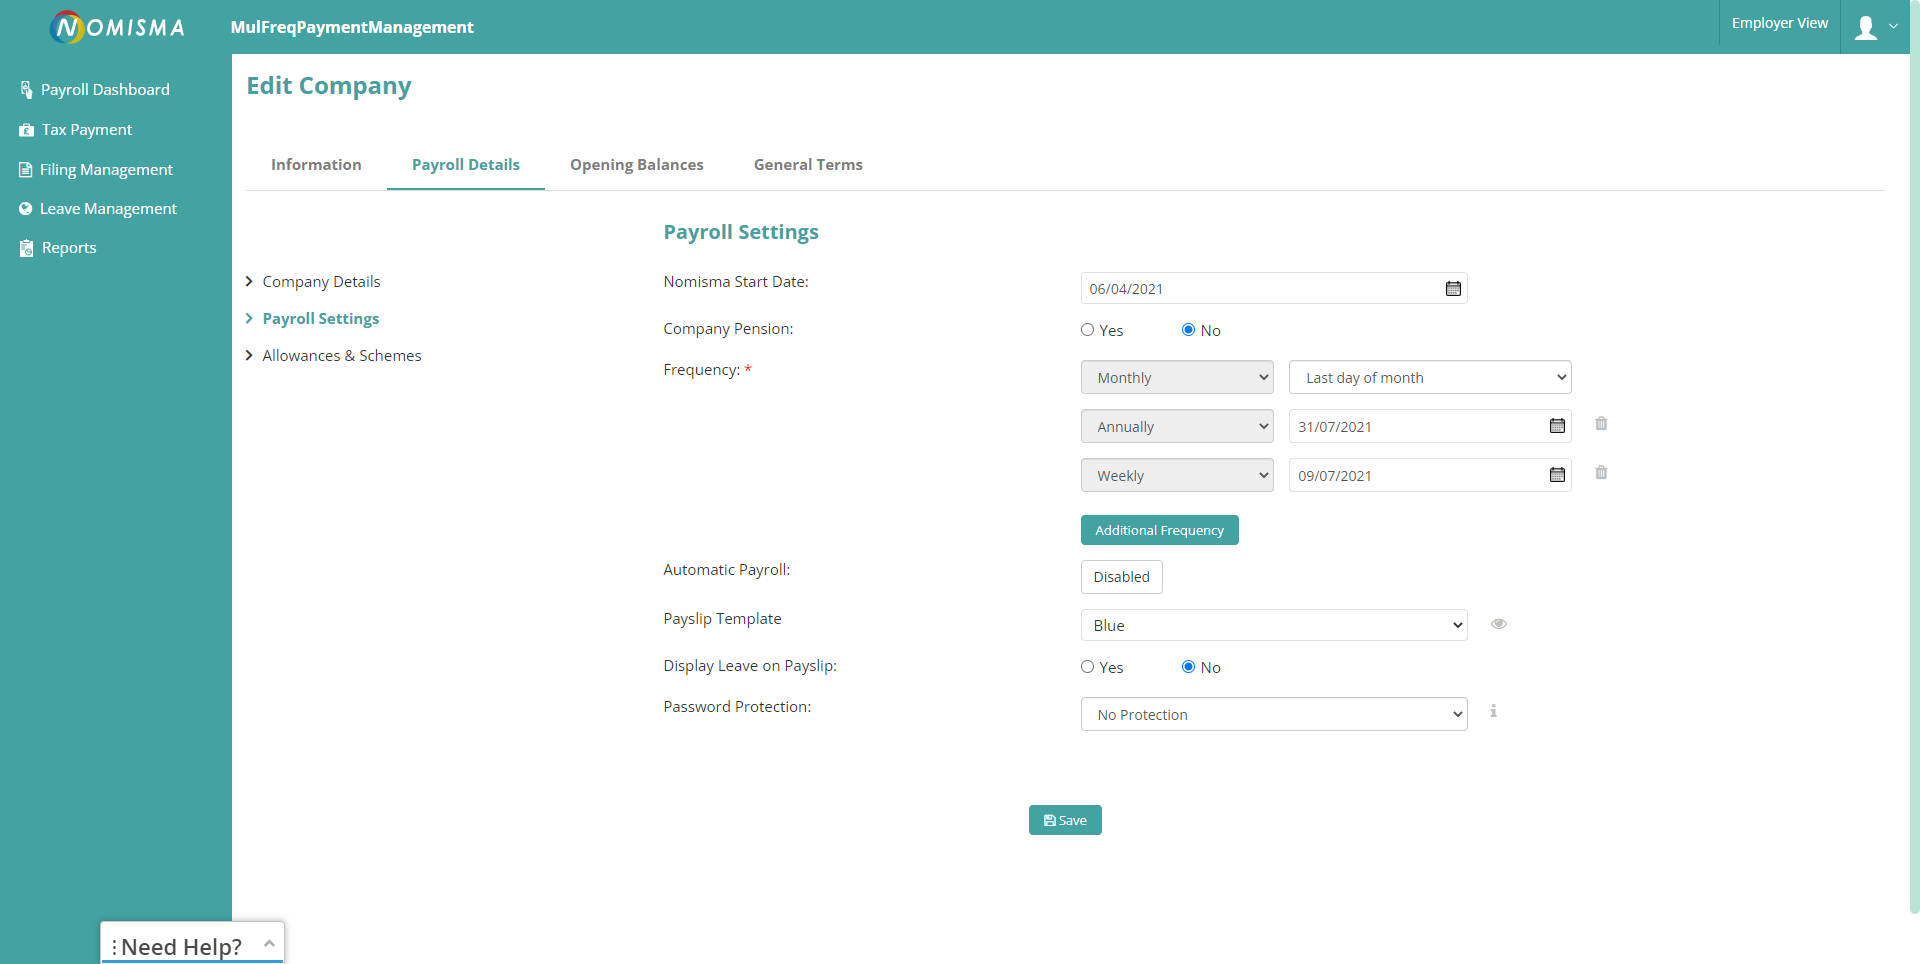 NOMISMA
MulFreqPaymentManagement
Employer View
Payroll Dashboard
Tax Payment
Filing Management
Leave Management
Reports
Edit Company
Information
Payroll Details
Opening Balances
General Terms
Company Details
Payroll Settings
Allowances & Schemes
Payroll Settings
Nomisma Start Date:
06/04/2021
Company Pension:
Yes
No
Frequency: *
Monthly
Last day of month
Annually
31/07/2021
Weekly
09/07/2021
Additional Frequency
Automatic Payroll:
Disabled
Payslip Template
Blue
Display Leave on Payslip:
Yes
No
Password Protection:
No Protection
Save
Need Help?